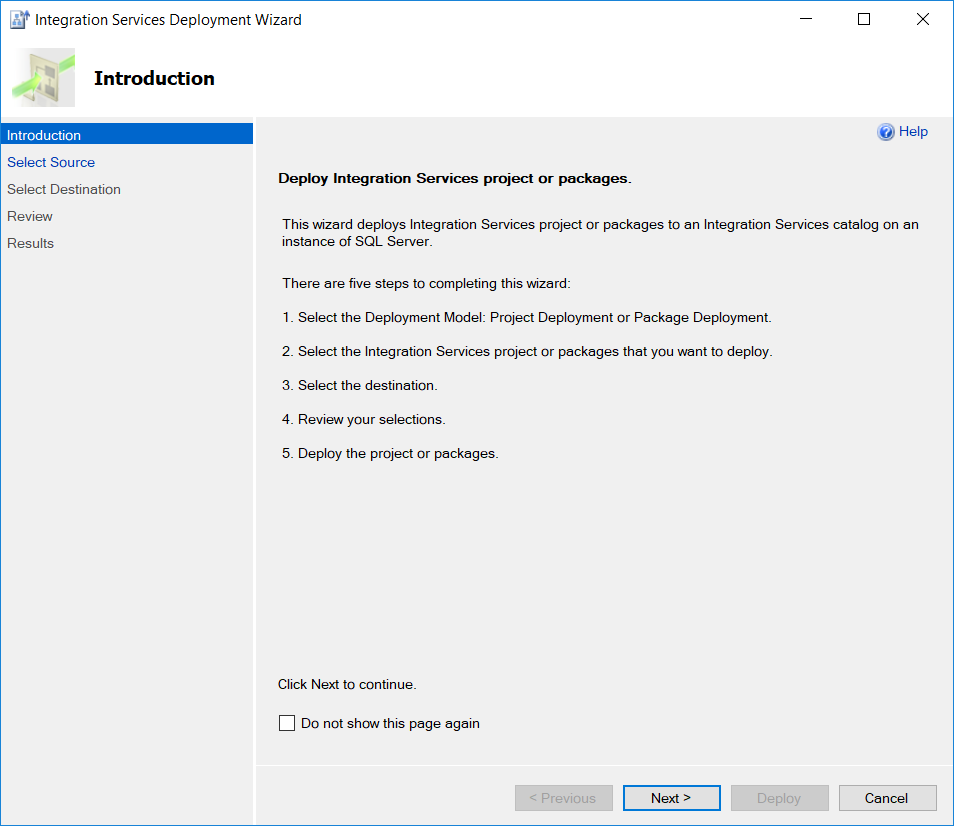 Integration Services Deployment Wizard
Introduction
Introduction
Select Source
Select Destination
Review
Results
Help
Deploy Integration Services project or packages.
This wizard deploys Integration Services project or packages to an Integration Services catalog on an
instance of SQL Server.
There are five steps to completing this wizard:
1. Select the Deployment Model: Project Deployment or Package Deployment.
2. Select the Integration Services project or packages that you want to deploy.
3. Select the destination.
4. Review your selections.
5. Deploy the project or packages.
Click Next to continue.
Do not show this page again
< Previous
Next >
Deploy
Cancel